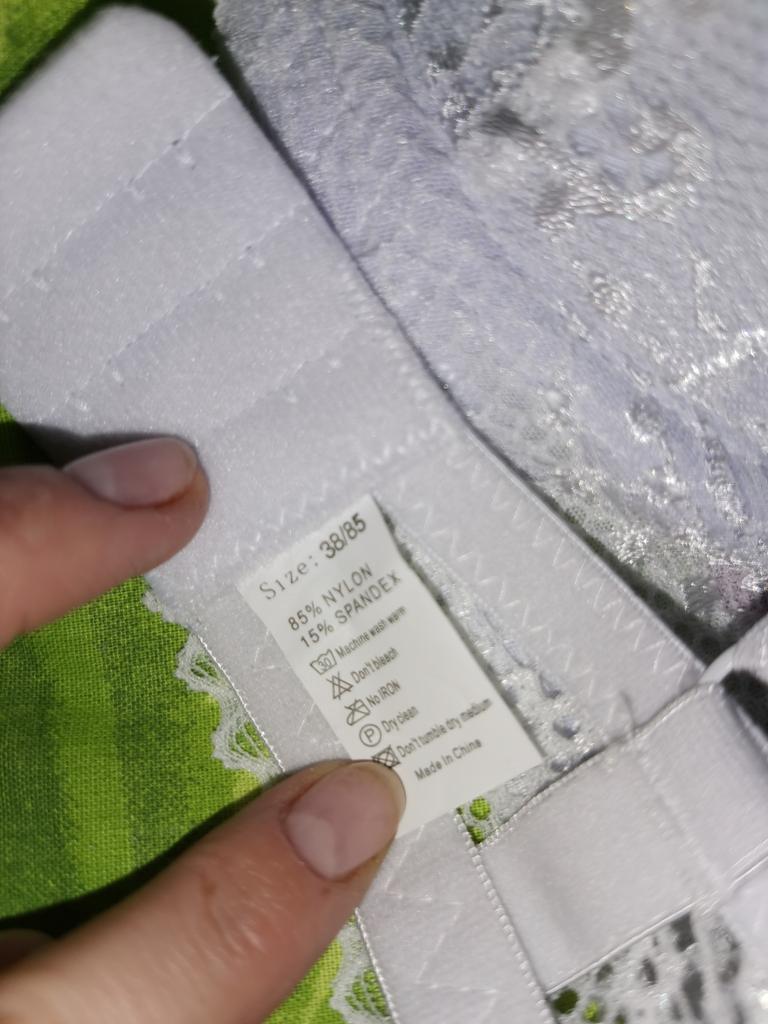 Size: 38/85
85% NYLON
15% SPANDEX
30 Machine wash warm
Don't bleach
No IRON
P Dry clean
Don't tumble dry medium
Made In China